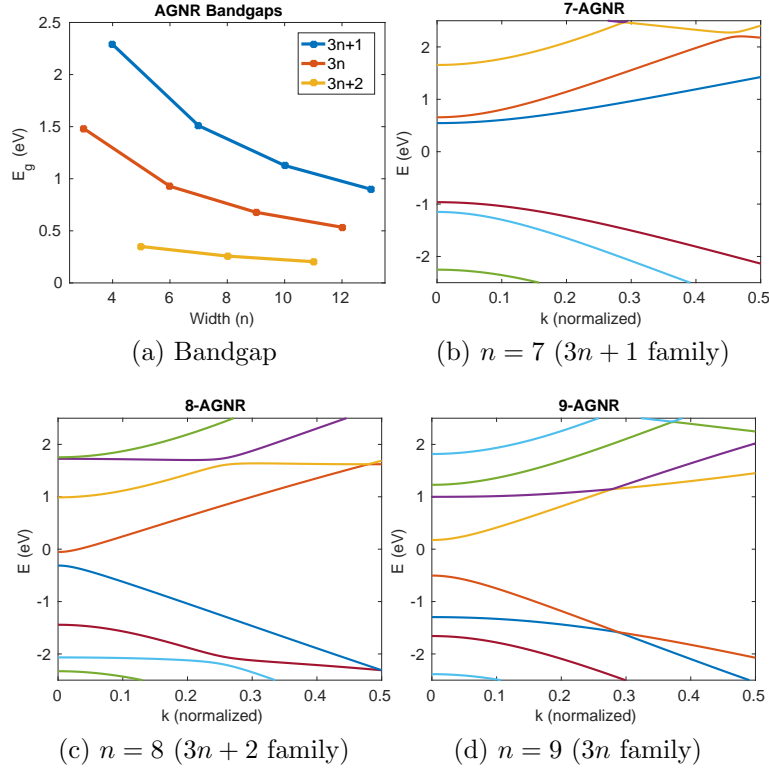 AGNR Bandgaps
2.5
2
1.5
1
0.5
0
E_g (eV)
3n+1
3n
3n+2
4 6 8 10 12
Width (n)
(a) Bandgap
7-AGNR
2
1
0
-1
-2
E (eV)
0 0.1 0.2 0.3 0.4 0.5
k (normalized)
(b) n = 7 (3n + 1 family)
8-AGNR
2
1
0
-1
-2
E (eV)
0 0.1 0.2 0.3 0.4 0.5
k (normalized)
(c) n = 8 (3n + 2 family)
9-AGNR
2
1
0
-1
-2
E (eV)
0 0.1 0.2 0.3 0.4 0.5
k (normalized)
(d) n = 9 (3n family)